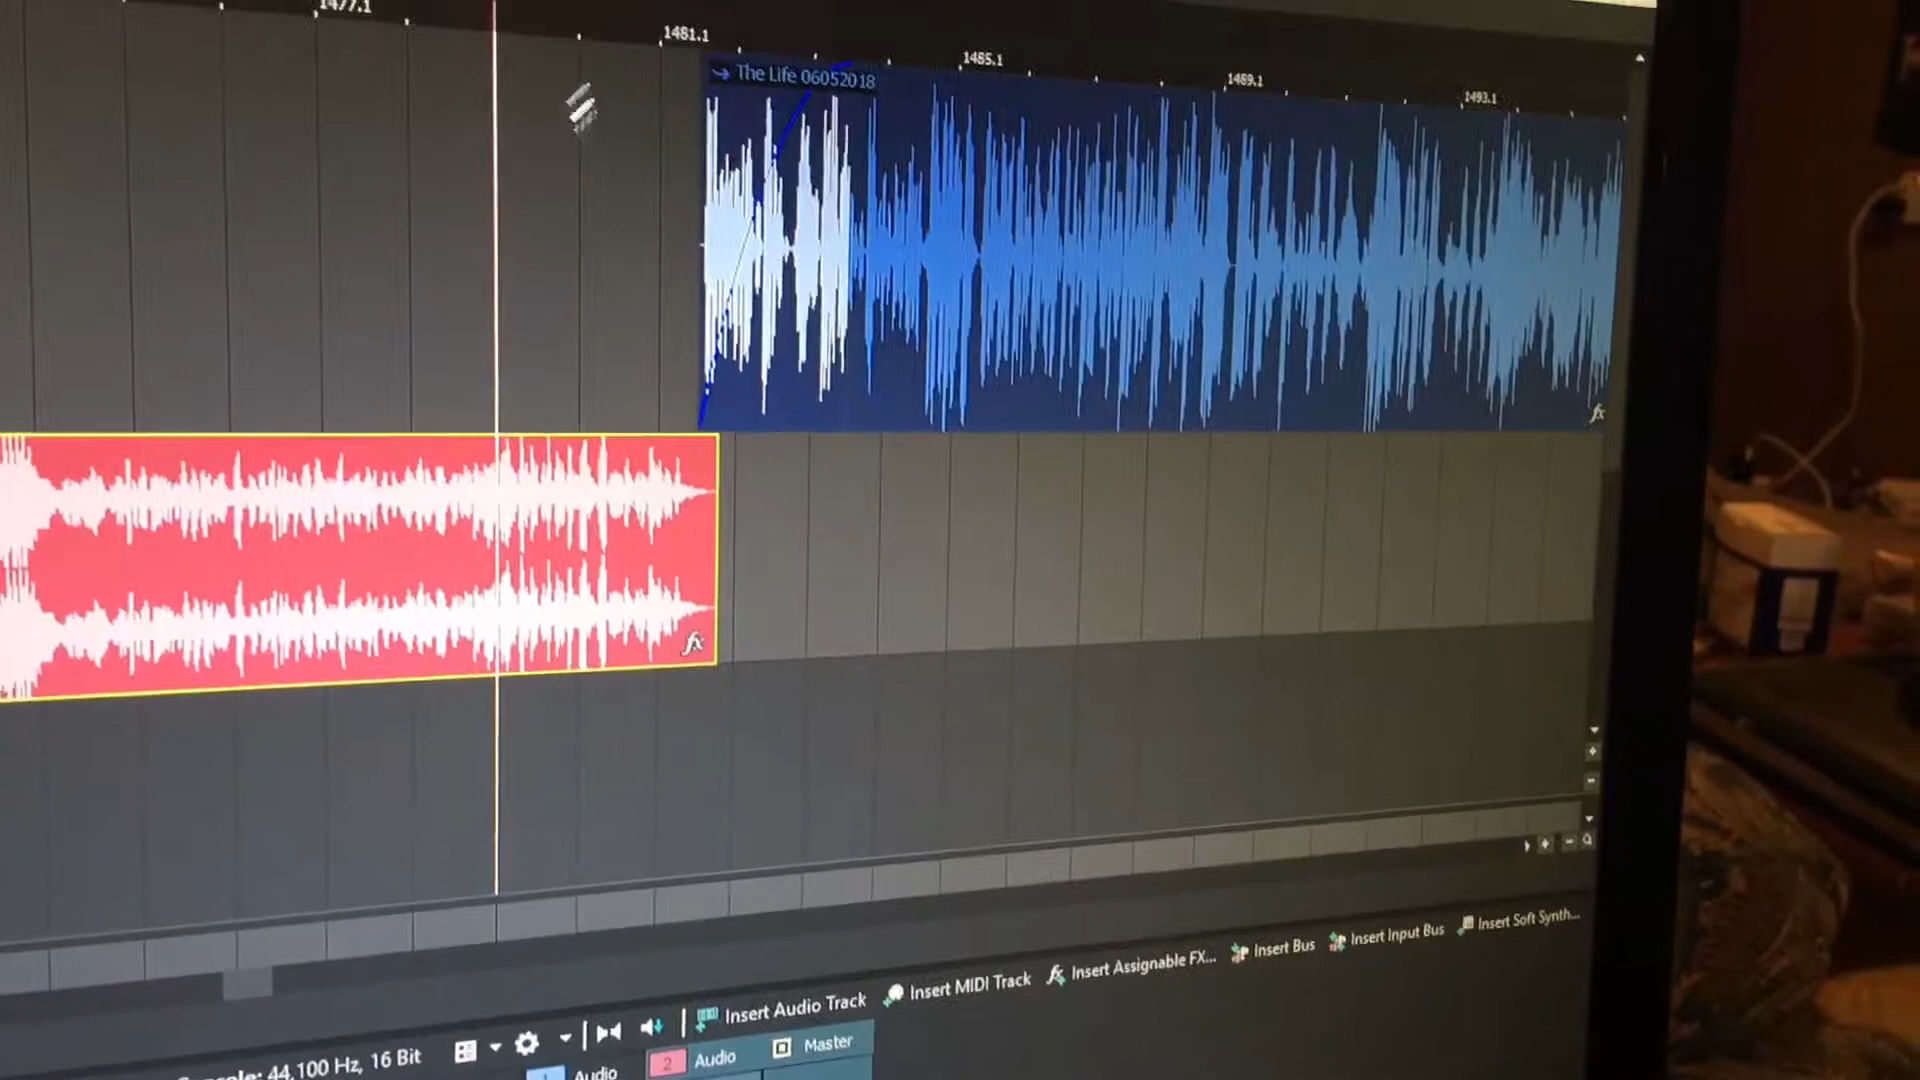 1477.1
1481.1
1485.1
1489.1
1493.1
The Life 06052018
fx
fx
Insert Audio Track
Insert MIDI Track
fx Insert Assignable FX...
Insert Bus
Insert Input Bus
Insert Soft Synth...
44,100 Hz, 16 Bit
1 Audio
2 Audio
Master